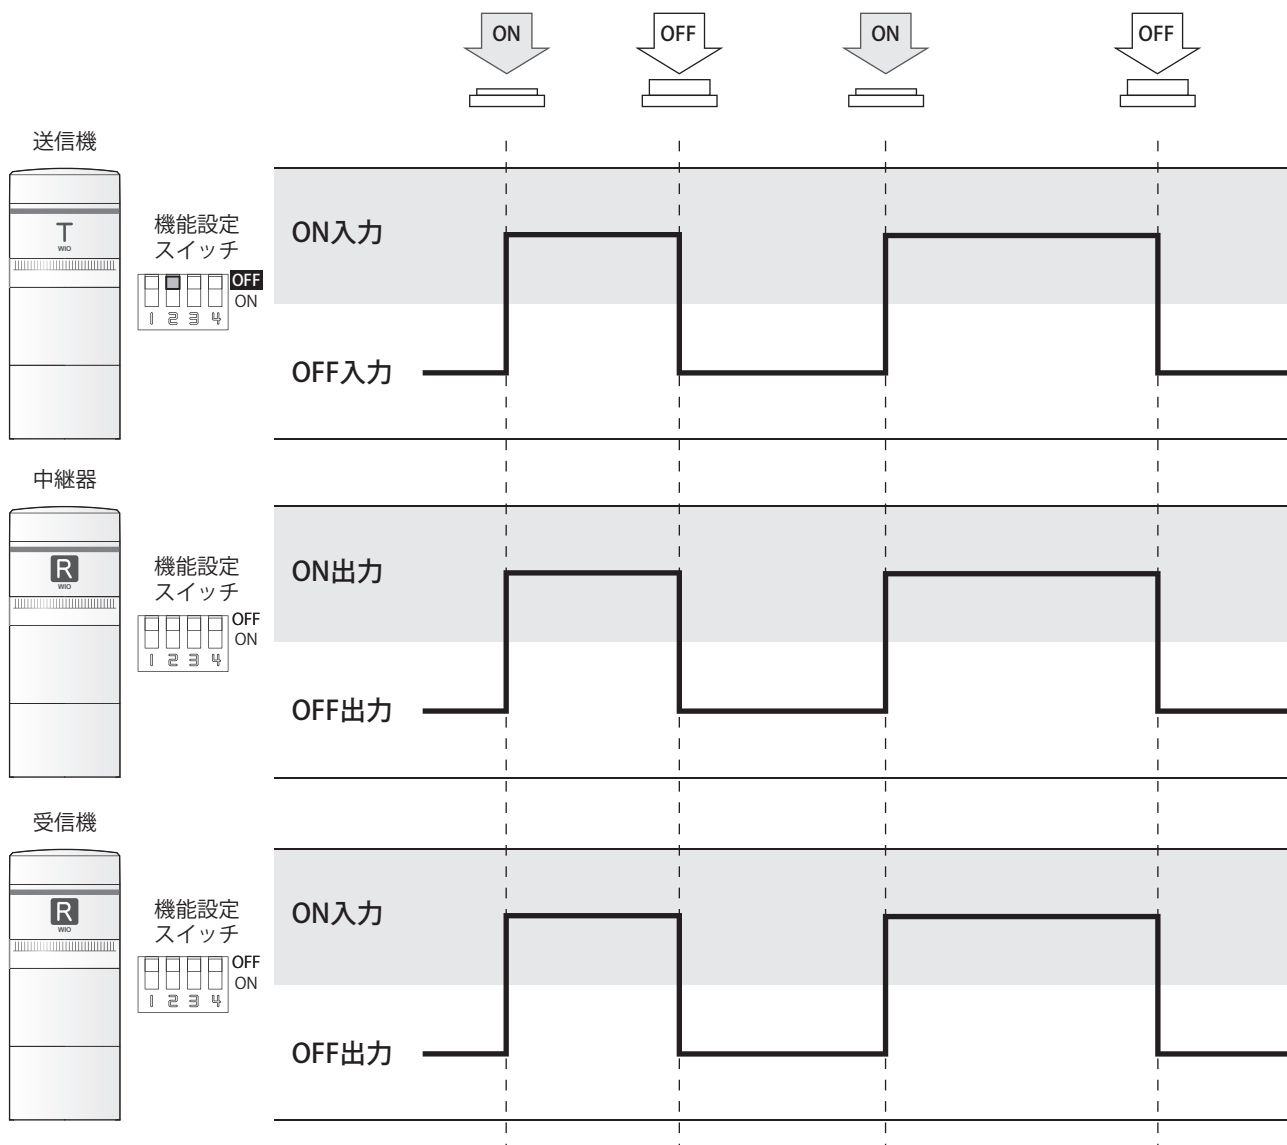 ON
OFF
ON
OFF
送信機
T
WIO
機能設定
スイッチ
OFF
ON
1 2 3 4
ON入力
OFF入力
中継器
R
WIO
機能設定
スイッチ
OFF
ON
1 2 3 4
ON出力
OFF出力
受信機
R
WIO
機能設定
スイッチ
OFF
ON
1 2 3 4
ON入力
OFF出力